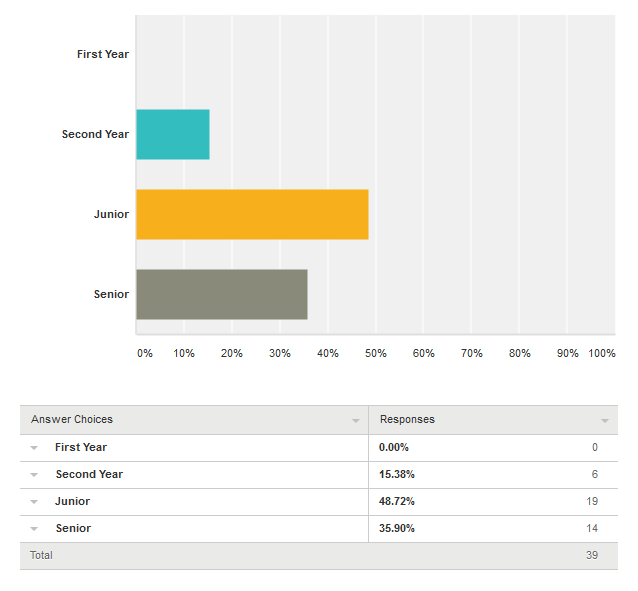 First Year
Second Year
Junior
Senior
0% 10% 20% 30% 40% 50% 60% 70% 80% 90% 100%
Answer Choices Responses
First Year 0.00% 0
Second Year 15.38% 6
Junior 48.72% 19
Senior 35.90% 14
Total 39